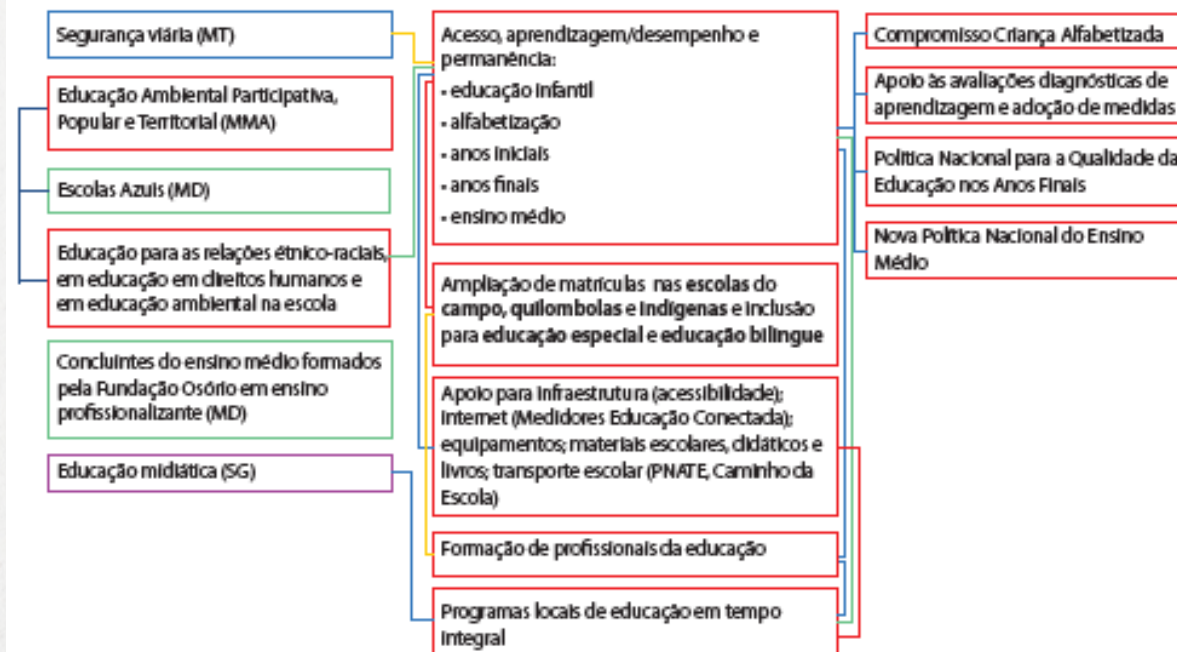 Segurança viária (MT)
Educação Ambiental Participativa,
Popular e Territorial (MMA)
Escolas Azuis (MD)
Educação para as relações étnico-raciais,
em educação em direitos humanos e
em educação ambiental na escola
Concluintes do ensino médio formados
pela Fundação Osório em ensino
profissionalizante (MD)
Educação midiática (SG)
Acesso, aprendizagem/desempenho e
permanência:
- educação infantil
- alfabetização
- anos iniciais
- anos finais
- ensino médio
Ampliação de matrículas nas escolas do
campo, quilombolas e indígenas e inclusão
para educação especial e educação bilingue
Apoio para infraestrutura (acessibilidade);
internet (Medidores Educação Conectada);
equipamentos; materiais escolares, didáticos e
livros; transporte escolar (PNATE, Caminho da
Escola)
Formação de profissionais da educação
Programas locais de educação em tempo
integral
Compromisso Criança Alfabetizada
Apoio às avaliações diagnósticas de
aprendizagem e adoção de medidas
Política Nacional para a Qualidade da
Educação nos Anos Finais
Nova Política Nacional do Ensino
Médio